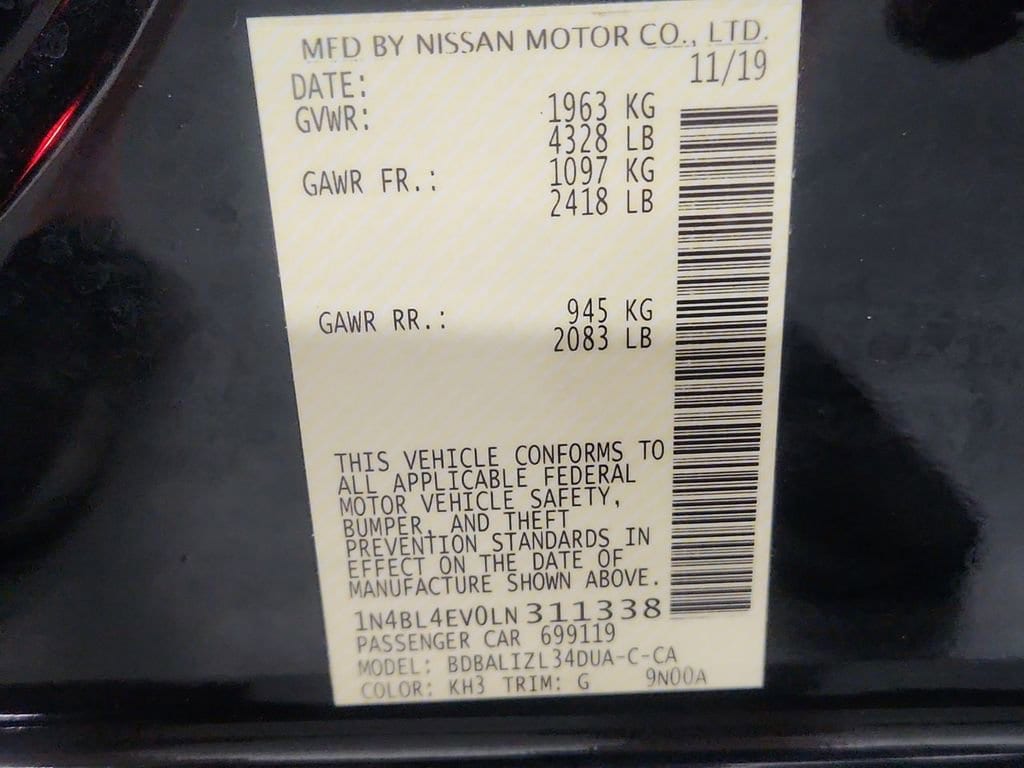 MFD BY NISSAN MOTOR CO., LTD.
DATE: 11/19
GVWR: 1963 KG
4328 LB
GAWR FR.: 1097 KG
2418 LB
GAWR RR.: 945 KG
2083 LB
THIS VEHICLE CONFORMS TO
ALL APPLICABLE FEDERAL
MOTOR VEHICLE SAFETY,
BUMPER, AND THEFT
PREVENTION STANDARDS IN
EFFECT ON THE DATE OF
MANUFACTURE SHOWN ABOVE.
1N4BL4EV0LN311338
PASSENGER CAR 699119
MODEL: BDBALIZL34DUA-C-CA
COLOR: KH3 TRIM: G 9N00A